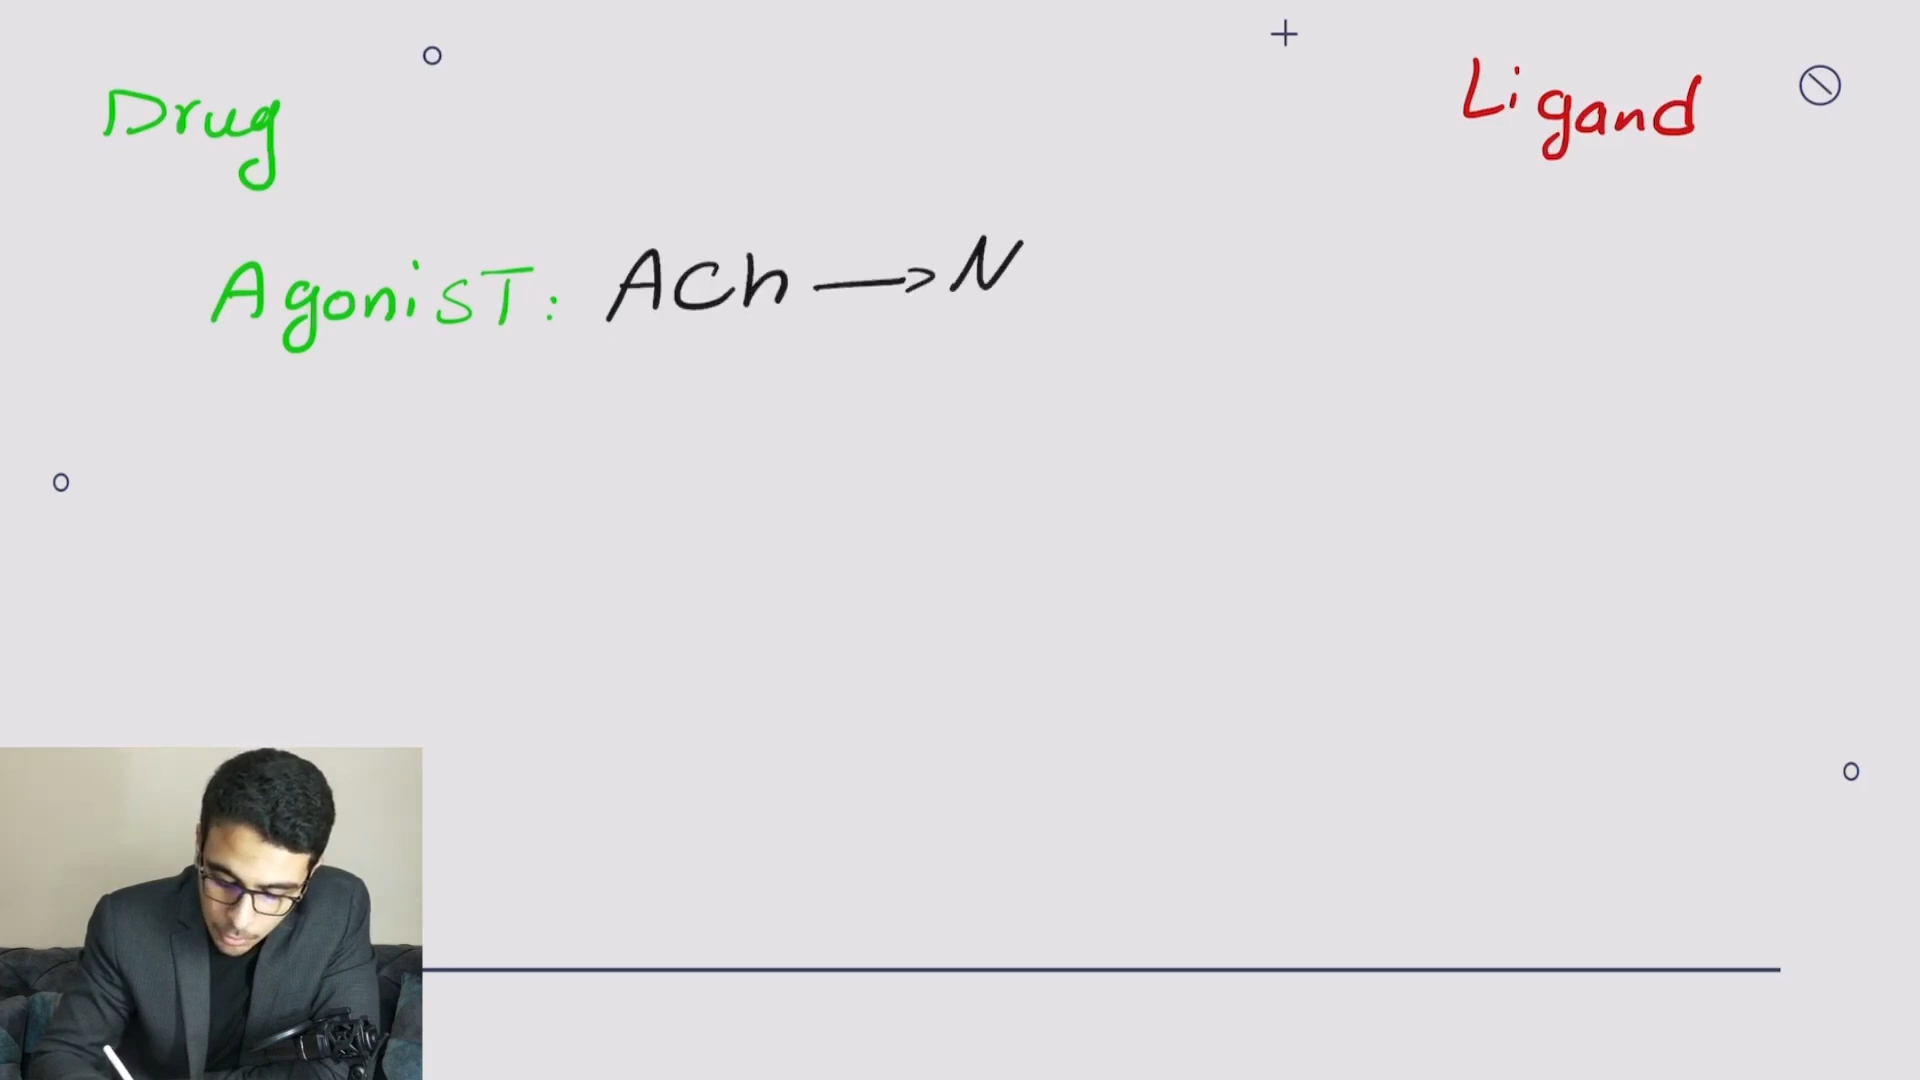 Drug
Ligand
AgonisT: ACh → N